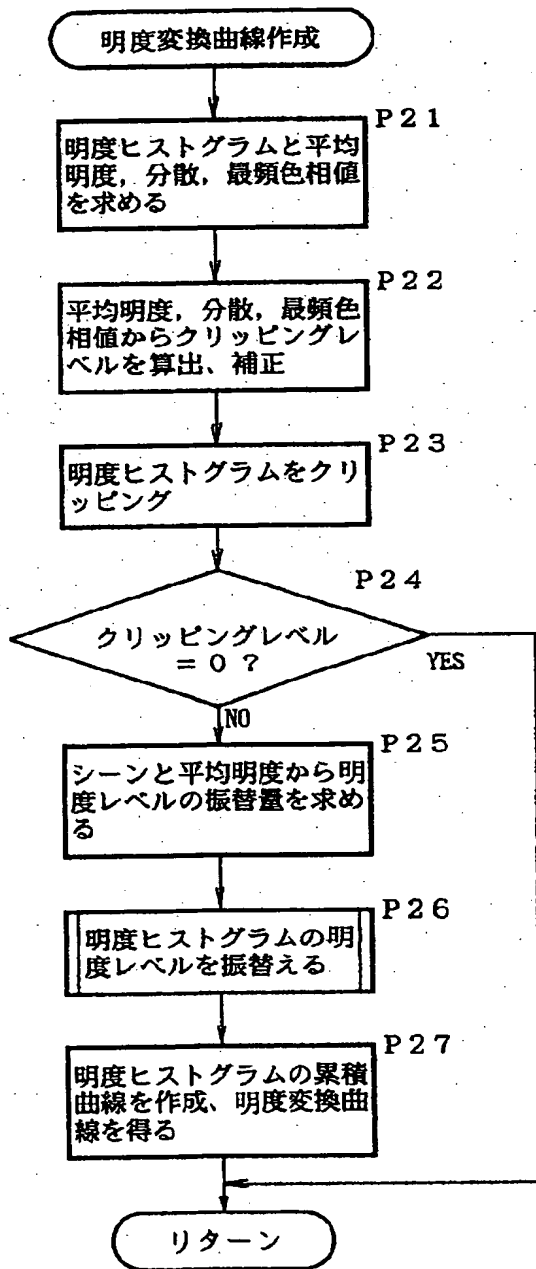 明度変換曲線作成
P21
明度ヒストグラムと平均
明度,分散,最頻色相値
を求める
P22
平均明度,分散,最頻色
相値からクリッピングレ
ベルを算出、補正
P23
明度ヒストグラムをクリ
ッピング
P24
クリッピングレベル
=0?
YES
NO
P25
シーンと平均明度から明
度レベルの振替量を求め
る
P26
明度ヒストグラムの明
度レベルを振替える
P27
明度ヒストグラムの累積
曲線を作成、明度変換曲
線を得る
リターン